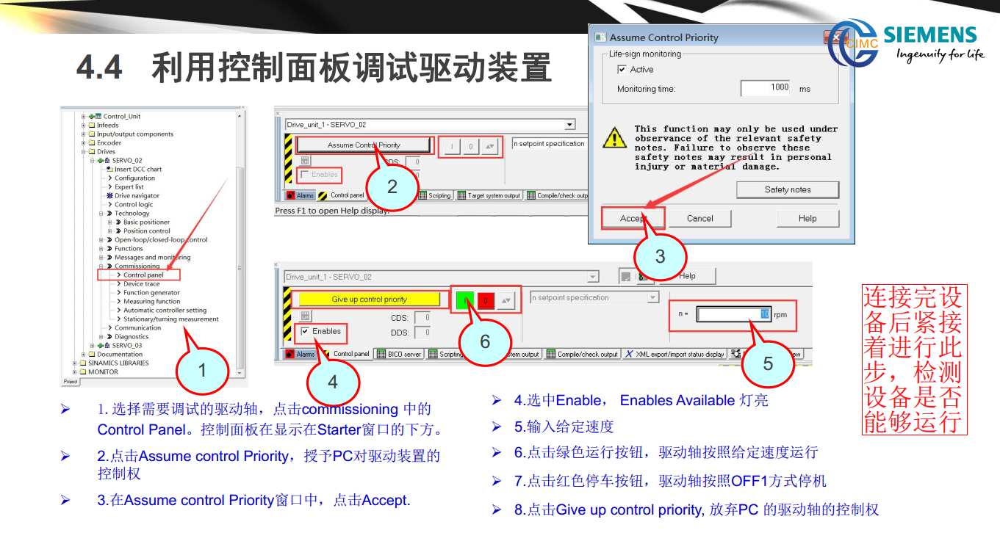 4.4 利用控制面板调试驱动装置
CIMC
SIEMENS
Ingenuity for life
Control_Unit
Infeeds
Input/output components
Encoder
Drives
SERVO_02
Insert DCC chart
Configuration
Expert list
Drive navigator
Control logic
Technology
Basic positioner
Position control
Open-loop/closed-loop control
Functions
Messages and monitoring
Commissioning
Control panel
Device trace
Function generator
Measuring function
Automatic controller setting
Stationary/turning measurement
Communication
Diagnostics
SERVO_03
Documentation
SINAMICS LIBRARIES
MONITOR
Project
1
Drive_unit_1 - SERVO_02
Assume Control Priority
I 0
n setpoint specification
CDS: 0
Enables
0
2
Alarms Control panel Scripting Target system output Compile/check outp
Press F1 to open Help display.
Assume Control Priority
Life-sign monitoring
Active
Monitoring time: 1000 ms
This function may only be used under
observance of the relevant safety
notes. Failure to observe these
safety notes may result in personal
injury or material damage.
Safety notes
Accept Cancel Help
3
Drive_unit_1 - SERVO_02
Help
Give up control priority
0
n setpoint specification
n = 10 rpm
CDS: 0
Enables
DDS: 0
6
Alarms Control panel BICO server Scripting tem output Compile/check output XML export/import status display ew
4
5
连接完设
备后紧接
着进行此
步，检测
设备是否
能够运行
➢ 1. 选择需要调试的驱动轴，点击commissioning 中的
Control Panel。控制面板在显示在Starter窗口的下方。
➢ 2.点击Assume control Priority，授予PC对驱动装置的
控制权
➢ 3.在Assume control Priority窗口中，点击Accept.
➢ 4.选中Enable， Enables Available 灯亮
➢ 5.输入给定速度
➢ 6.点击绿色运行按钮，驱动轴按照给定速度运行
➢ 7.点击红色停车按钮，驱动轴按照OFF1方式停机
➢ 8.点击Give up control priority, 放弃PC 的驱动轴的控制权